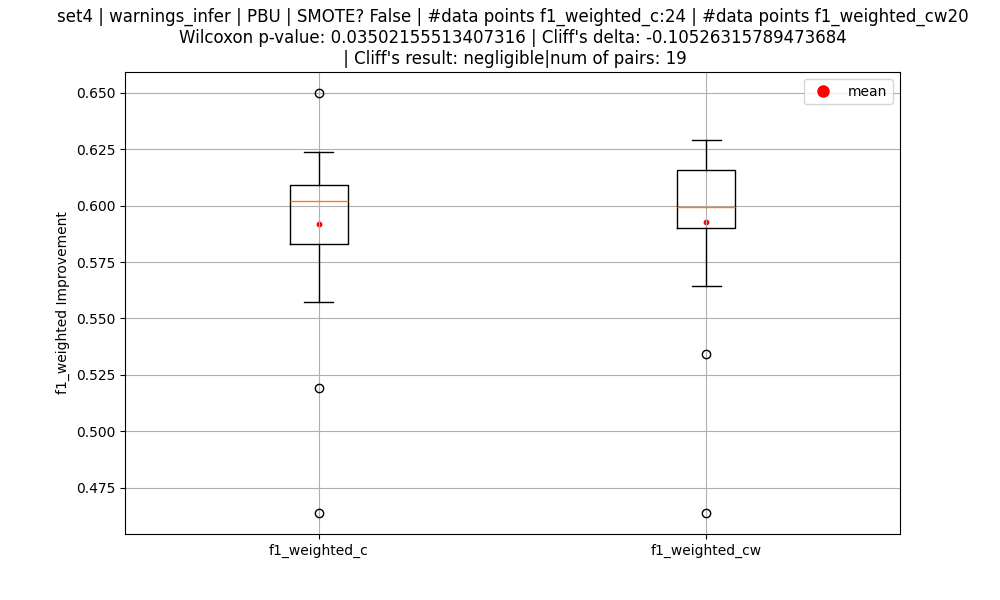 set4 | warnings_infer | PBU | SMOTE? False | #data points f1_weighted_c:24 | #data points f1_weighted_cw20
Wilcoxon p-value: 0.03502155513407316 | Cliff's delta: -0.10526315789473684
| Cliff's result: negligible|num of pairs: 19
mean
0.650
0.625
0.600
0.575
0.550
0.525
0.500
0.475
f1_weighted Improvement
f1_weighted_c
f1_weighted_cw